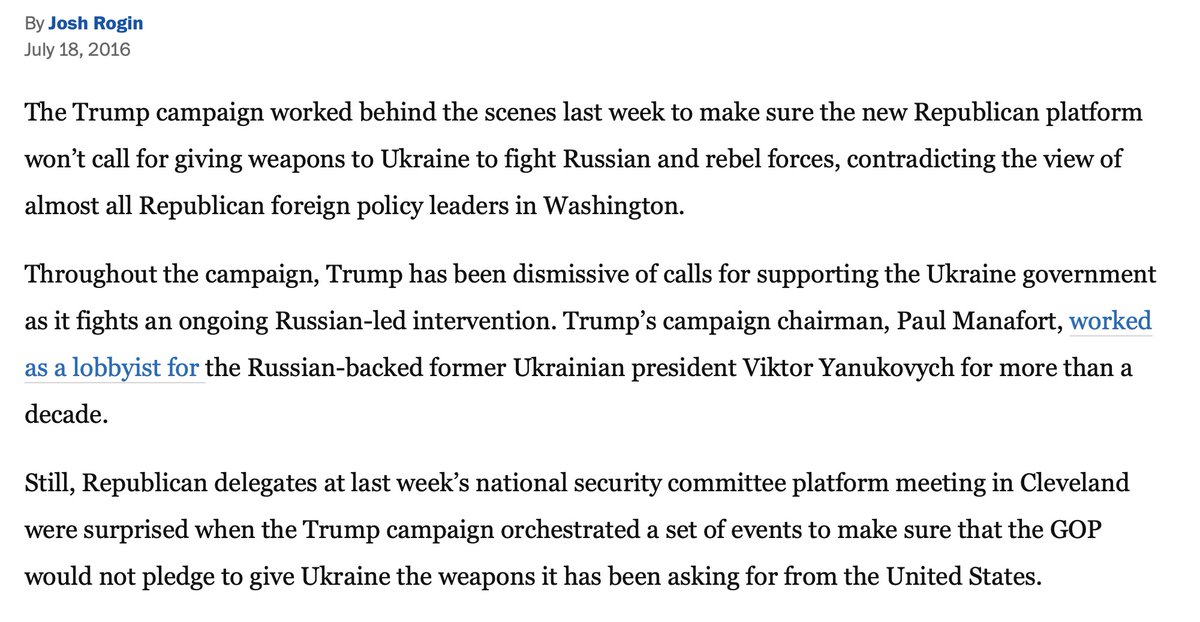 By Josh Rogin
July 18, 2016
The Trump campaign worked behind the scenes last week to make sure the new Republican platform
won’t call for giving weapons to Ukraine to fight Russian and rebel forces, contradicting the view of
almost all Republican foreign policy leaders in Washington.
Throughout the campaign, Trump has been dismissive of calls for supporting the Ukraine government
as it fights an ongoing Russian-led intervention. Trump’s campaign chairman, Paul Manafort, worked
as a lobbyist for the Russian-backed former Ukrainian president Viktor Yanukovych for more than a
decade.
Still, Republican delegates at last week’s national security committee platform meeting in Cleveland
were surprised when the Trump campaign orchestrated a set of events to make sure that the GOP
would not pledge to give Ukraine the weapons it has been asking for from the United States.